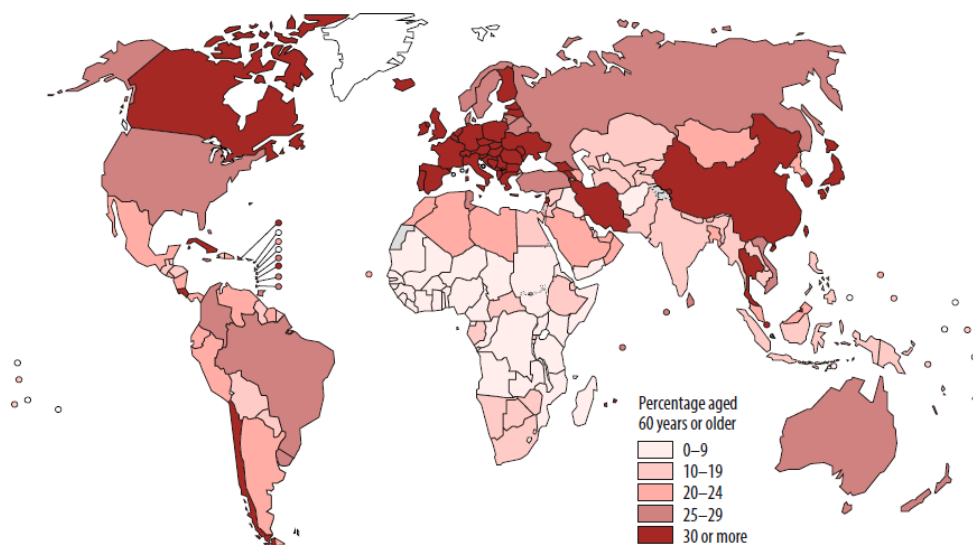 Percentage aged
60 years or older
0–9
10–19
20–24
25–29
30 or more